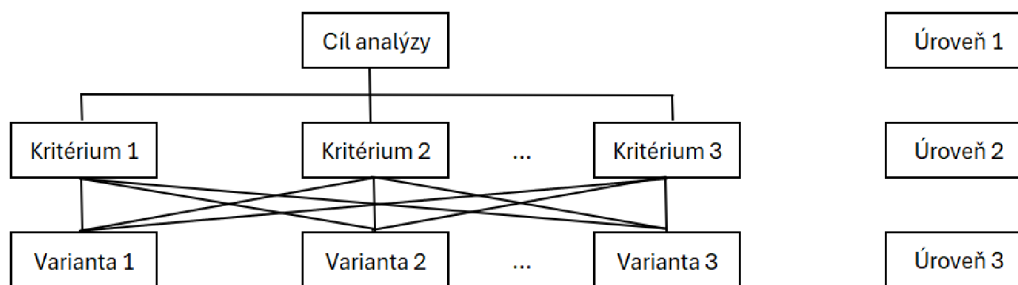 Cíl analýzy
Úroveň 1
Kritérium 1
Kritérium 2
...
Kritérium 3
Úroveň 2
Varianta 1
Varianta 2
...
Varianta 3
Úroveň 3